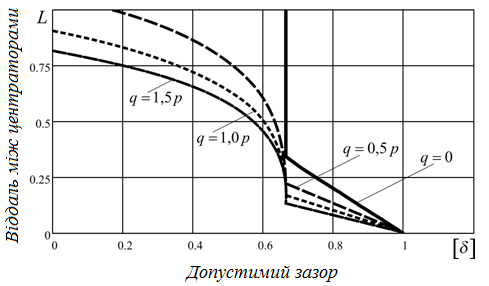 L
Віддаль між центраторами
0.75
0.5
0.25
0
q = 1,5 p
q = 1,0 p
q = 0,5 p
q = 0
0 0.2 0.4 0.6 0.8 1 [δ]
Допустимий зазор